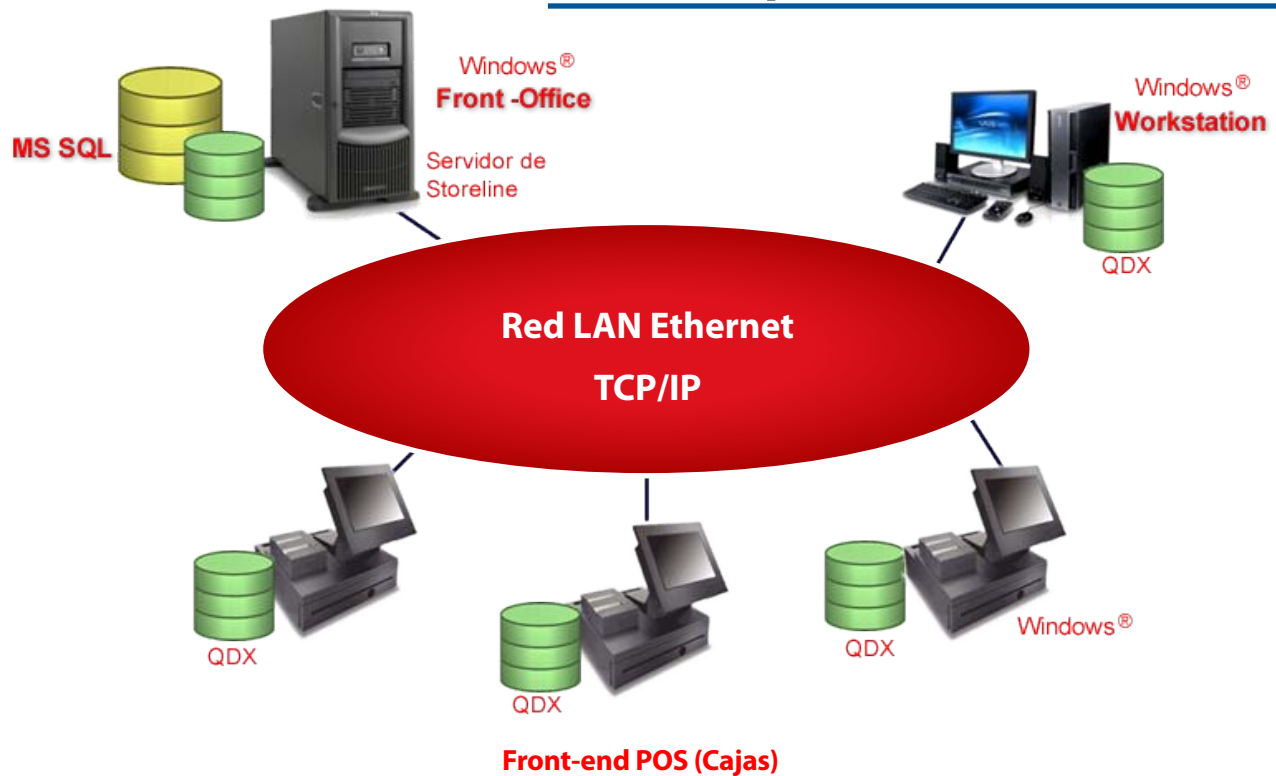 Windows®
Front -Office
MS SQL
Servidor de
Storeline
Windows®
Workstation
QDX
Red LAN Ethernet
TCP/IP
QDX
QDX
QDX
Windows®
Front-end POS (Cajas)